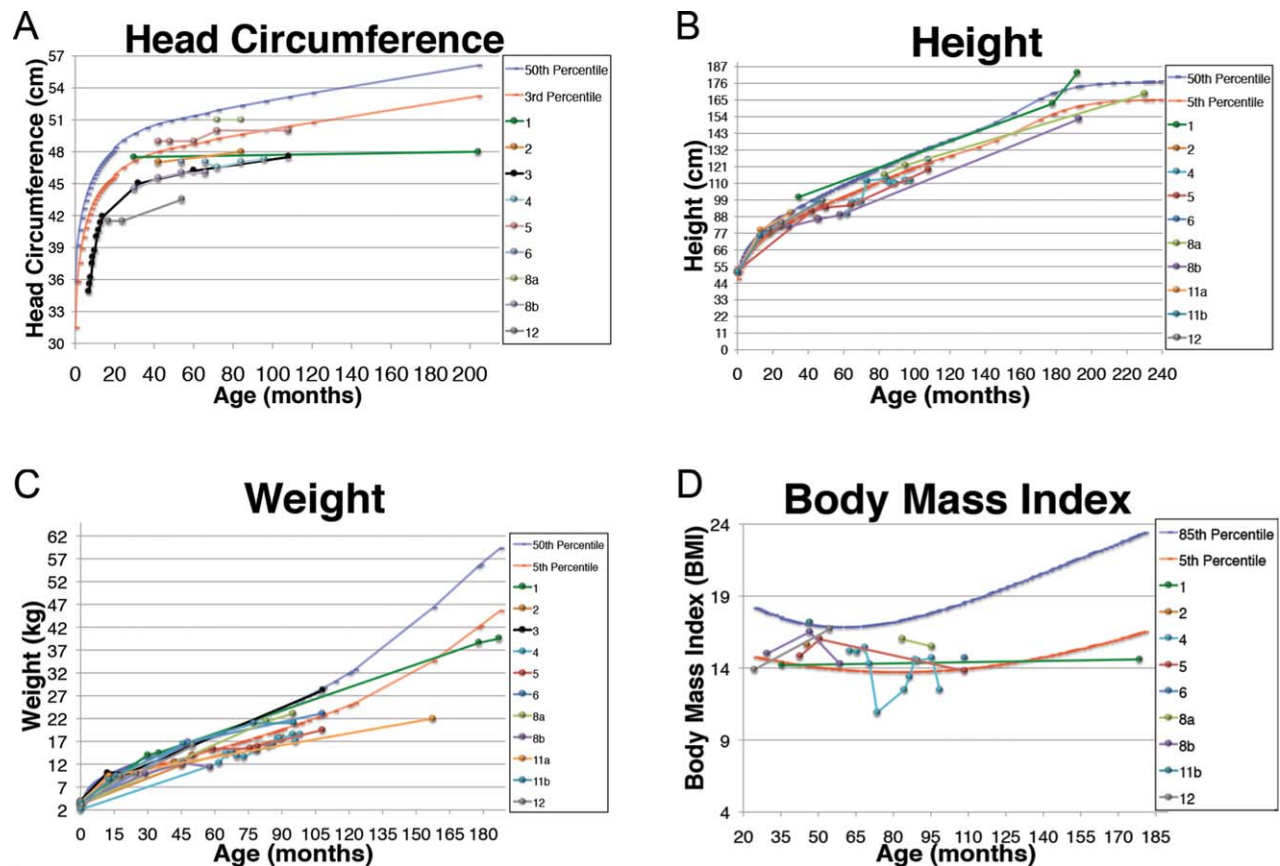 A
Head Circumference
Head Circumference (cm)
57
54
51
48
45
42
39
36
33
30
0 20 40 60 80 100 120 140 160 180 200
Age (months)
50th Percentile
3rd Percentile
1
2
3
4
5
6
8a
8b
12
B
Height
Height (cm)
187
176
165
154
143
132
121
110
99
88
77
66
55
44
33
22
11
0
0 20 40 60 80 100 120 140 160 180 200 220 240
Age (months)
50th Percentile
5th Percentile
1
2
4
5
6
8a
8b
11a
11b
12
C
Weight
Weight (kg)
62
57
52
47
42
37
32
27
22
17
12
7
2
0 15 30 45 60 75 90 105 120 135 150 165 180
Age (months)
50th Percentile
5th Percentile
1
2
3
4
5
6
8a
8b
11a
11b
12
D
Body Mass Index
Body Mass Index (BMI)
24
19
14
9
4
20 35 50 65 80 95 110 125 140 155 170 185
Age (months)
85th Percentile
5th Percentile
1
2
4
5
6
8a
8b
11b
12